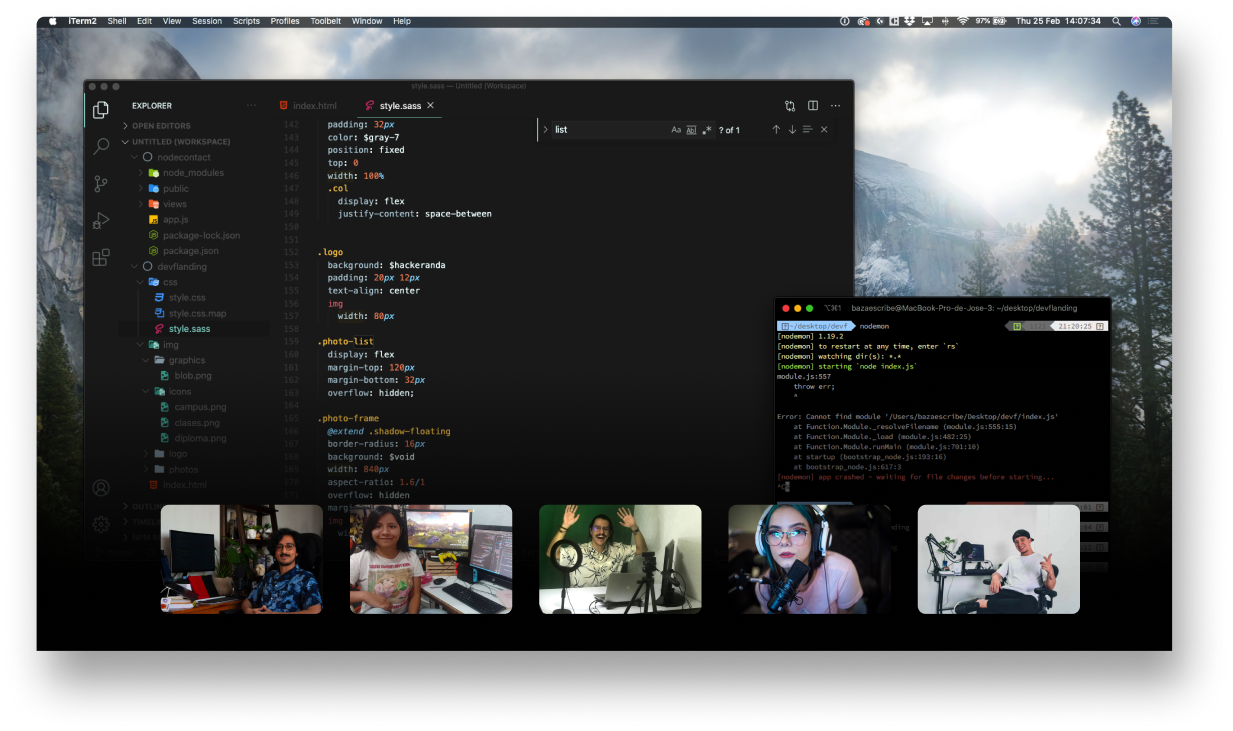 iTerm2 Shell Edit View Session Scripts Profiles Toolbelt Window Help 97% Thu 25 Feb 14:07:34
style.sass — Untitled (Workspace)
EXPLORER
OPEN EDITORS
UNTITLED (WORKSPACE)
nodecontact
node_modules
public
views
app.js
package-lock.json
package.json
devflanding
css
style.css
style.css.map
style.sass
img
graphics
blob.png
icons
campus.png
clases.png
diploma.png
logo
photos
index.html
index.html style.sass
list Aa Abl .* ? of 1
142 padding: 32px
143 color: $gray-7
144 position: fixed
145 top: 0
146 width: 100%
147 .col
148 display: flex
149 justify-content: space-between
150
151
152 .logo
153 background: $hackeranda
154 padding: 20px 12px
155 text-align: center
156 img
157 width: 80px
158
159 .photo-list
160 display: flex
161 margin-top: 120px
162 margin-bottom: 32px
163 overflow: hidden;
164
165 .photo-frame
166 @extend .shadow-floating
167 border-radius: 16px
168 background: $void
169 width: 840px
170 aspect-ratio: 1.6/1
171 overflow: hidden
img
⌥⌘1 bazaescribe@MacBook-Pro-de-Jose-3: ~/desktop/devflanding
~/desktop/devf nodemon 21:20:25
[nodemon] 1.19.2
[nodemon] to restart at any time, enter `rs`
[nodemon] watching dir(s): *.*
[nodemon] starting `node index.js`
module.js:557
throw err;
^
Error: Cannot find module '/Users/bazaescribe/Desktop/devf/index.js'
at Function.Module._resolveFilename (module.js:555:15)
at Function.Module._load (module.js:482:25)
at Function.Module.runMain (module.js:701:10)
at startup (bootstrap_node.js:193:16)
at bootstrap_node.js:617:3
[nodemon] app crashed - waiting for file changes before starting...
^C